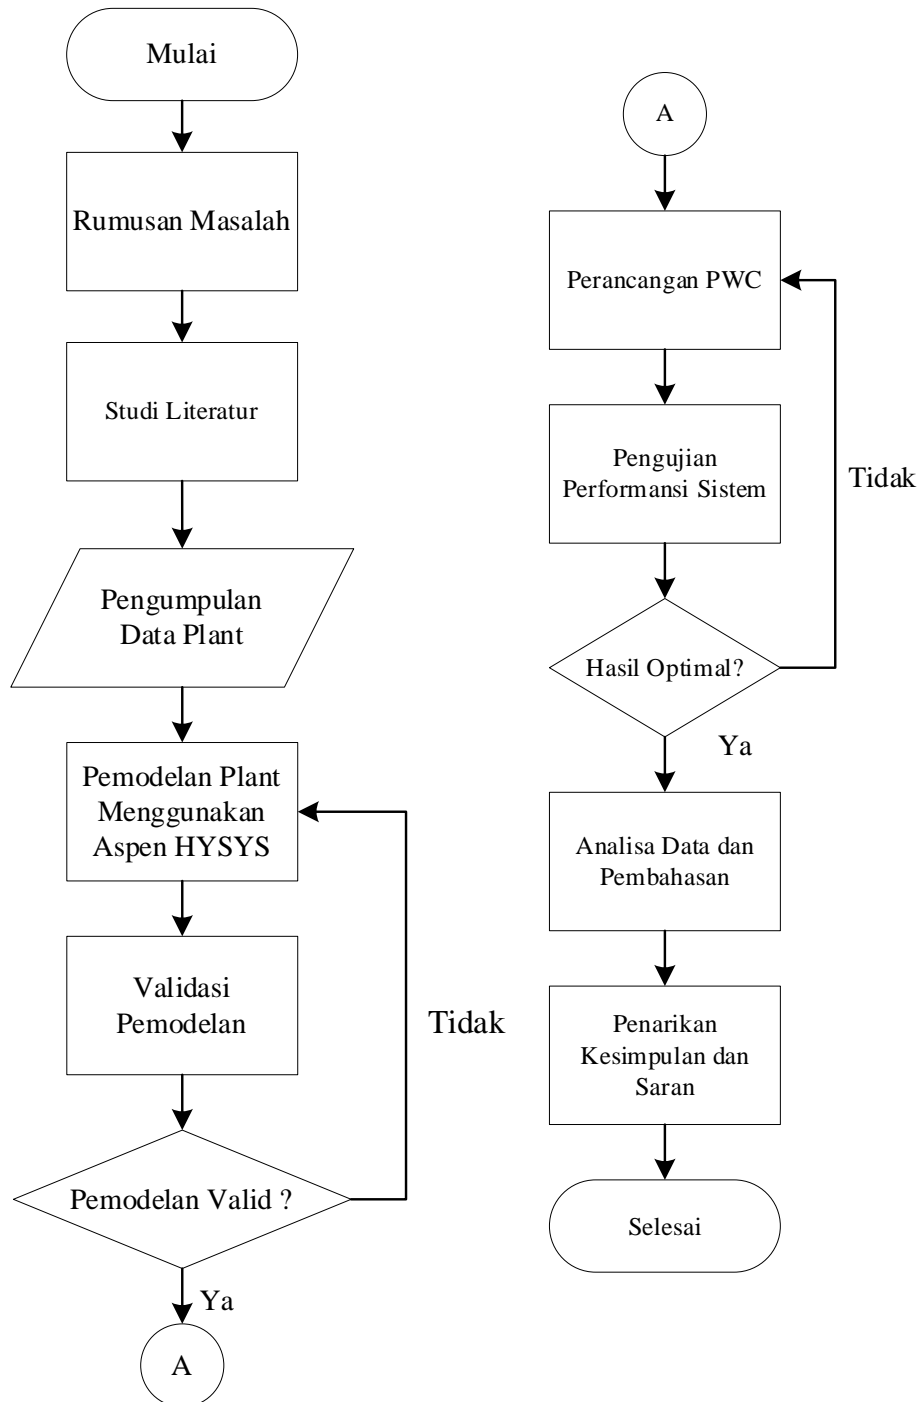 Mulai
Rumusan Masalah
Studi Literatur
Pengumpulan
Data Plant
Pemodelan Plant
Menggunakan
Aspen HYSYS
Validasi
Pemodelan
Tidak
Pemodelan Valid ?
Ya
A
A
Perancangan PWC
Pengujian
Performansi Sistem
Tidak
Hasil Optimal?
Ya
Analisa Data dan
Pembahasan
Penarikan
Kesimpulan dan
Saran
Selesai